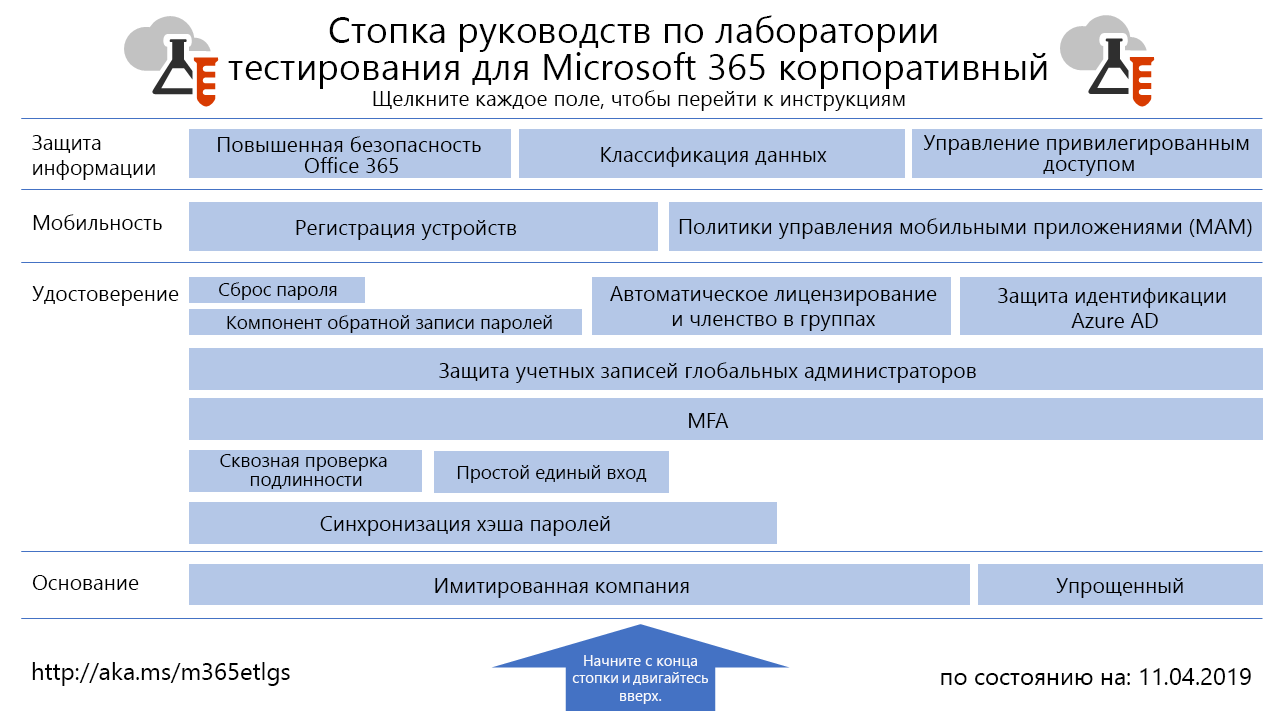 Стопка руководств по лаборатории
тестирования для Microsoft 365 корпоративный
Щелкните каждое поле, чтобы перейти к инструкциям
Защита
информации
Повышенная безопасность
Office 365
Классификация данных
Управление привилегированным
доступом
Мобильность
Регистрация устройств
Политики управления мобильными приложениями (MAM)
Удостоверение
Сброс пароля
Компонент обратной записи паролей
Автоматическое лицензирование
и членство в группах
Защита идентификации
Azure AD
Защита учетных записей глобальных администраторов
MFA
Сквозная проверка
подлинности
Простой единый вход
Синхронизация хэша паролей
Основание
Имитированная компания
Упрощенный
Начните с конца
стопки и двигайтесь
вверх.
http://aka.ms/m365etlgs
по состоянию на: 11.04.2019